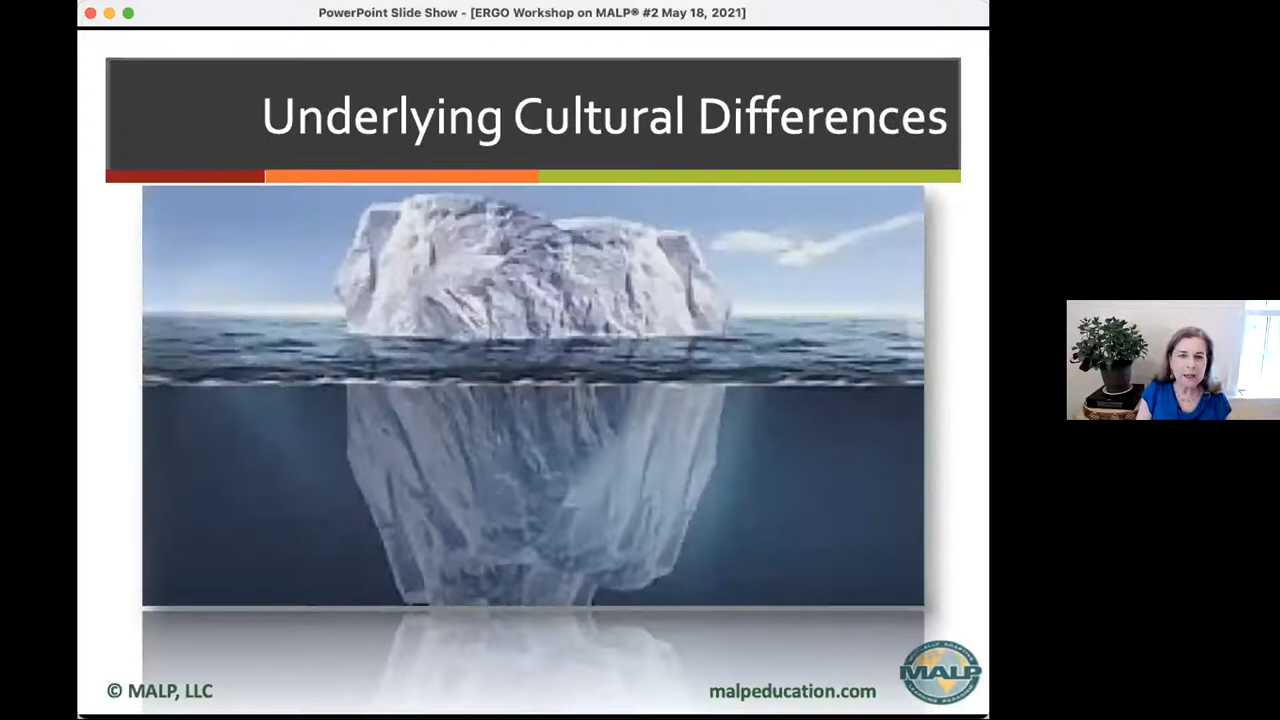 PowerPoint Slide Show - [ERGO Workshop on MALP® #2 May 18, 2021]
Underlying Cultural Differences
© MALP, LLC
malpeducation.com
MALP